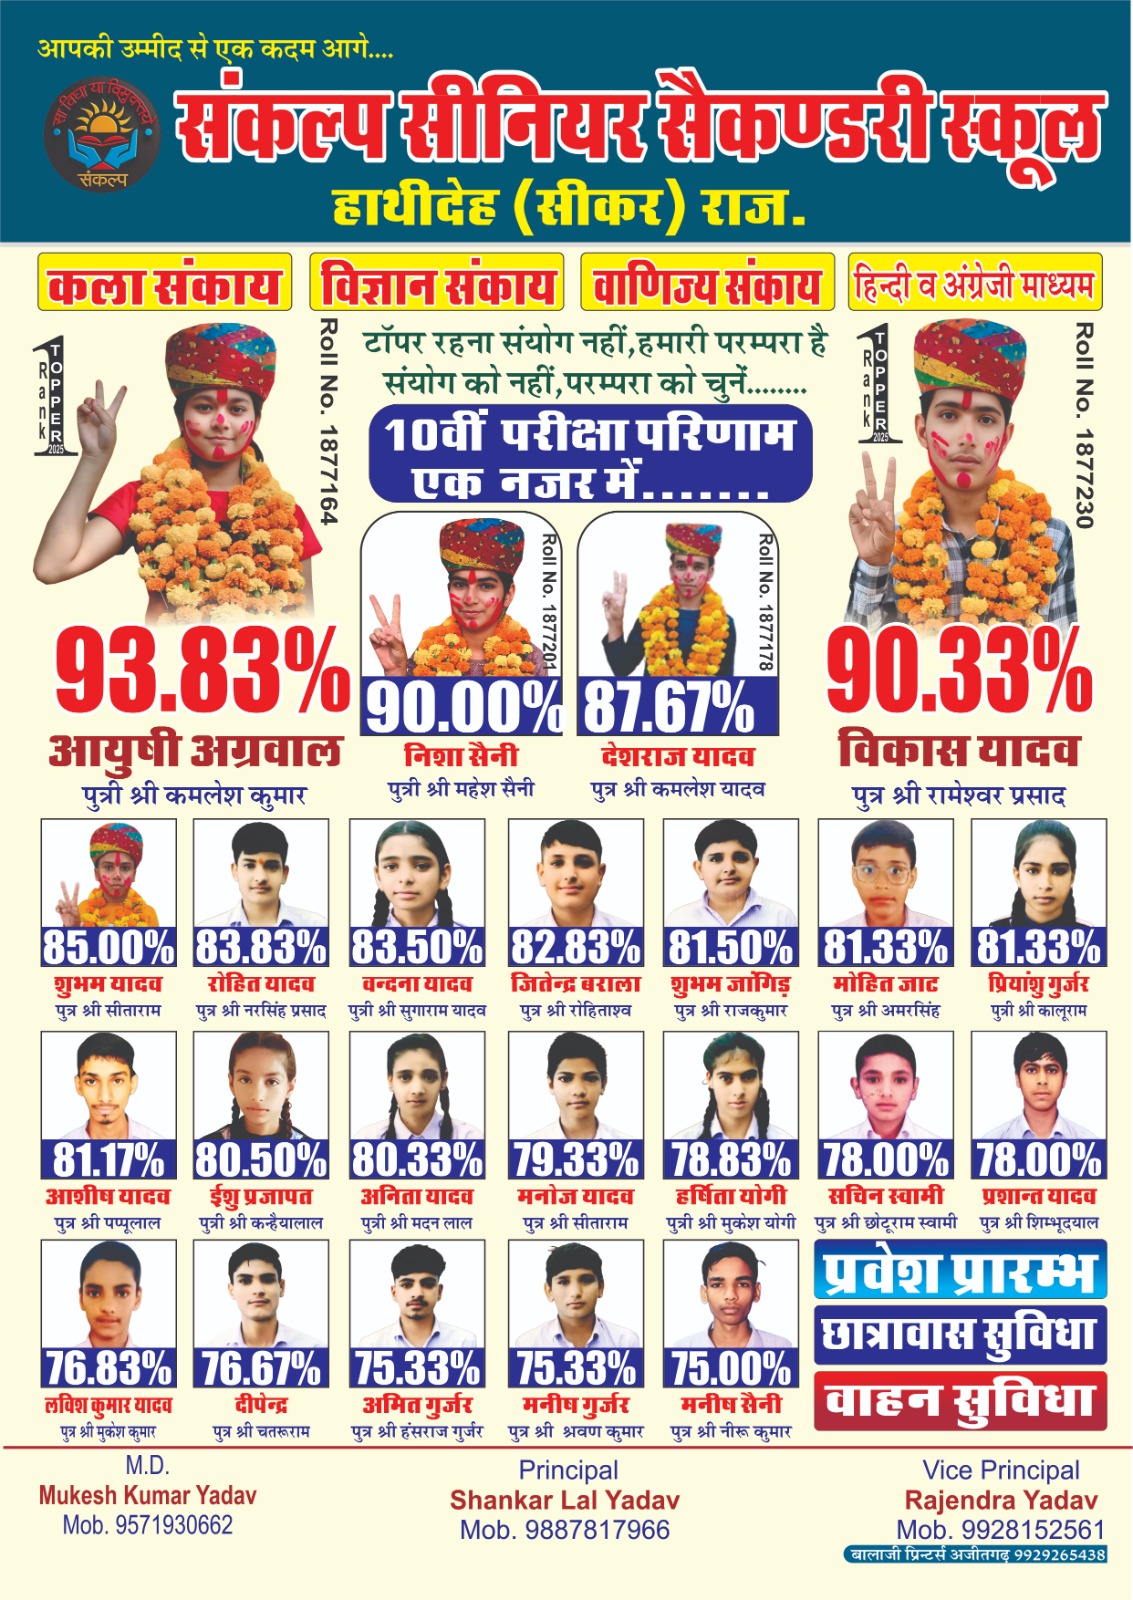 आपकी उम्मीद से एक कदम आगे....
सा विधा या विमुक्तये
संकल्प
संकल्प सीनियर सैकण्डरी स्कूल
हाथीदेह (सीकर) राज.
कला संकाय
विज्ञान संकाय
वाणिज्य संकाय
हिन्दी व अंग्रेजी माध्यम
1 Rank TOPPER 2025
Roll No. 1877164
टॉपर रहना संयोग नहीं,हमारी परम्परा है
संयोग को नहीं,परम्परा को चुनें........
1 Rank TOPPER 2025
Roll No. 1877230
10वीं परीक्षा परिणाम
एक नजर में.......
Roll No. 1877201
Roll No. 1877178
93.83%
90.00%
87.67%
90.33%
आयुषी अग्रवाल
निशा सैनी
देशराज यादव
विकास यादव
पुत्री श्री कमलेश कुमार
पुत्री श्री महेश सैनी
पुत्र श्री कमलेश यादव
पुत्र श्री रामेश्वर प्रसाद
85.00%
83.83%
83.50%
82.83%
81.50%
81.33%
81.33%
शुभम यादव
रोहित यादव
वन्दना यादव
जितेन्द्र बराला
शुभम जांगिड़
मोहित जाट
प्रियांशु गुर्जर
पुत्र श्री सीताराम
पुत्र श्री नरसिंह प्रसाद
पुत्री श्री सुगाराम यादव
पुत्र श्री रोहिताश्व
पुत्र श्री राजकुमार
पुत्र श्री अमरसिंह
पुत्री श्री कालूराम
81.17%
80.50%
80.33%
79.33%
78.83%
78.00%
78.00%
आशीष यादव
ईशु प्रजापत
अनिता यादव
मनोज यादव
हर्षिता योगी
सचिन स्वामी
प्रशान्त यादव
पुत्र श्री पप्पूलाल
पुत्री श्री कन्हैयालाल
पुत्री श्री मदन लाल
पुत्र श्री सीताराम
पुत्री श्री मुकेश योगी
पुत्र श्री छोटूराम स्वामी
पुत्र श्री शिम्भूदयाल
76.83%
76.67%
75.33%
75.33%
75.00%
लविश कुमार यादव
दीपेन्द्र
अमित गुर्जर
मनीष गुर्जर
मनीष सैनी
पुत्र श्री मुकेश कुमार
पुत्र श्री चतरूराम
पुत्र श्री हंसराज गुर्जर
पुत्र श्री श्रवण कुमार
पुत्र श्री नीरू कुमार
प्रवेश प्रारम्भ
छात्रावास सुविधा
वाहन सुविधा
M.D.
Mukesh Kumar Yadav
Mob. 9571930662
Principal
Shankar Lal Yadav
Mob. 9887817966
Vice Principal
Rajendra Yadav
Mob. 9928152561
बालाजी प्रिन्टर्स अजीतगढ़ 9929265438